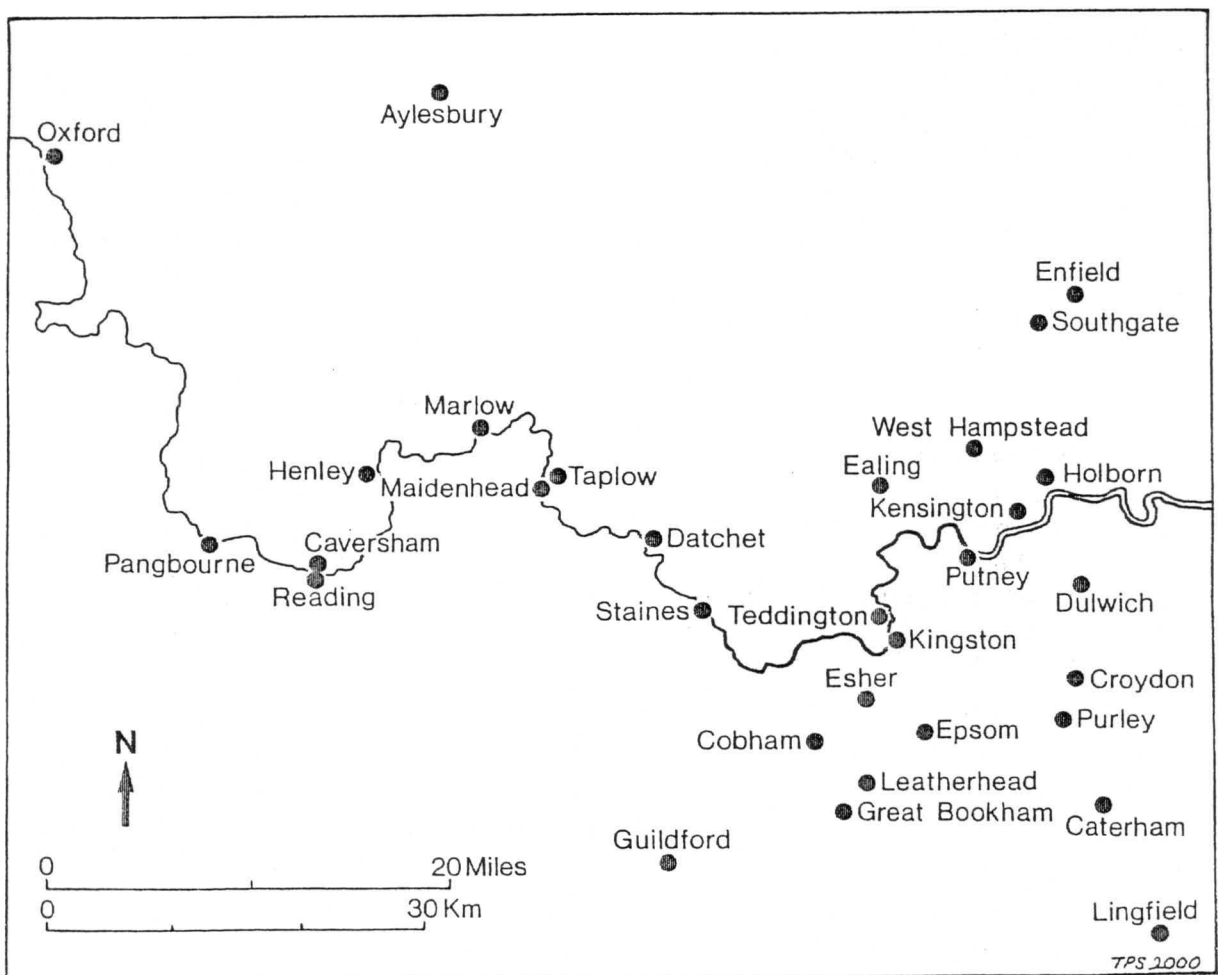 Aylesbury
Oxford
Enfield
Southgate
Marlow
West Hampstead
Henley
Taplow
Ealing
Holborn
Maidenhead
Kensington
Datchet
Caversham
Pangbourne
Putney
Reading
Dulwich
Staines
Teddington
Kingston
Esher
Croydon
Purley
Epsom
Cobham
N
Leatherhead
Great Bookham
Caterham
Guildford
0 20 Miles
0 30 Km
Lingfield
TPS 2000